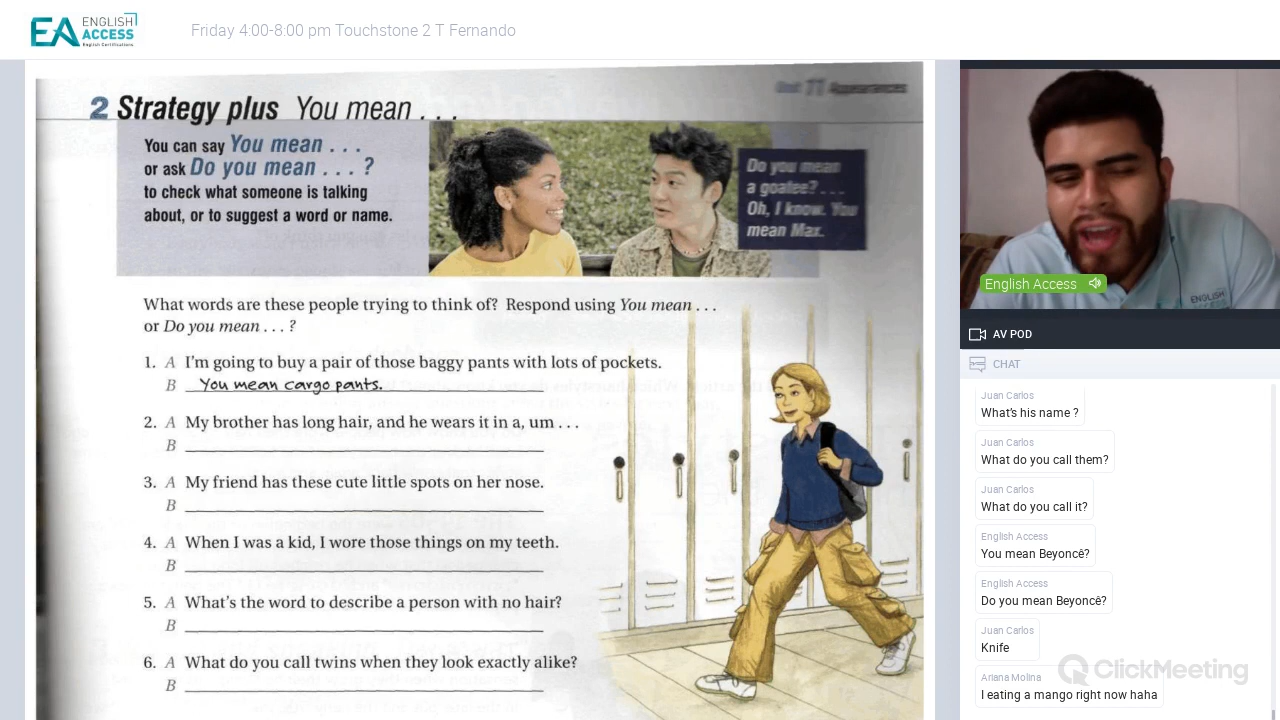 EA ENGLISH ACCESS
English Certifications
Friday 4:00-8:00 pm Touchstone 2 T Fernando
Unit 11 Appearances
2 Strategy plus You mean . . .
You can say You mean . . .
or ask Do you mean . . . ?
to check what someone is talking
about, or to suggest a word or name.
Do you mean
a goatee? . . .
Oh, I know. You
mean Max.
What words are these people trying to think of? Respond using You mean . . .
or Do you mean . . . ?
1. A I'm going to buy a pair of those baggy pants with lots of pockets.
B You mean cargo pants.
2. A My brother has long hair, and he wears it in a, um . . .
B
3. A My friend has these cute little spots on her nose.
B
4. A When I was a kid, I wore those things on my teeth.
B
5. A What's the word to describe a person with no hair?
B
6. A What do you call twins when they look exactly alike?
B
English Access
ENGLISH
AV POD
CHAT
Juan Carlos
What's his name ?
Juan Carlos
What do you call them?
Juan Carlos
What do you call it?
English Access
You mean Beyoncê?
English Access
Do you mean Beyoncê?
Juan Carlos
Knife
Ariana Molina
I eating a mango right now haha
ClickMeeting